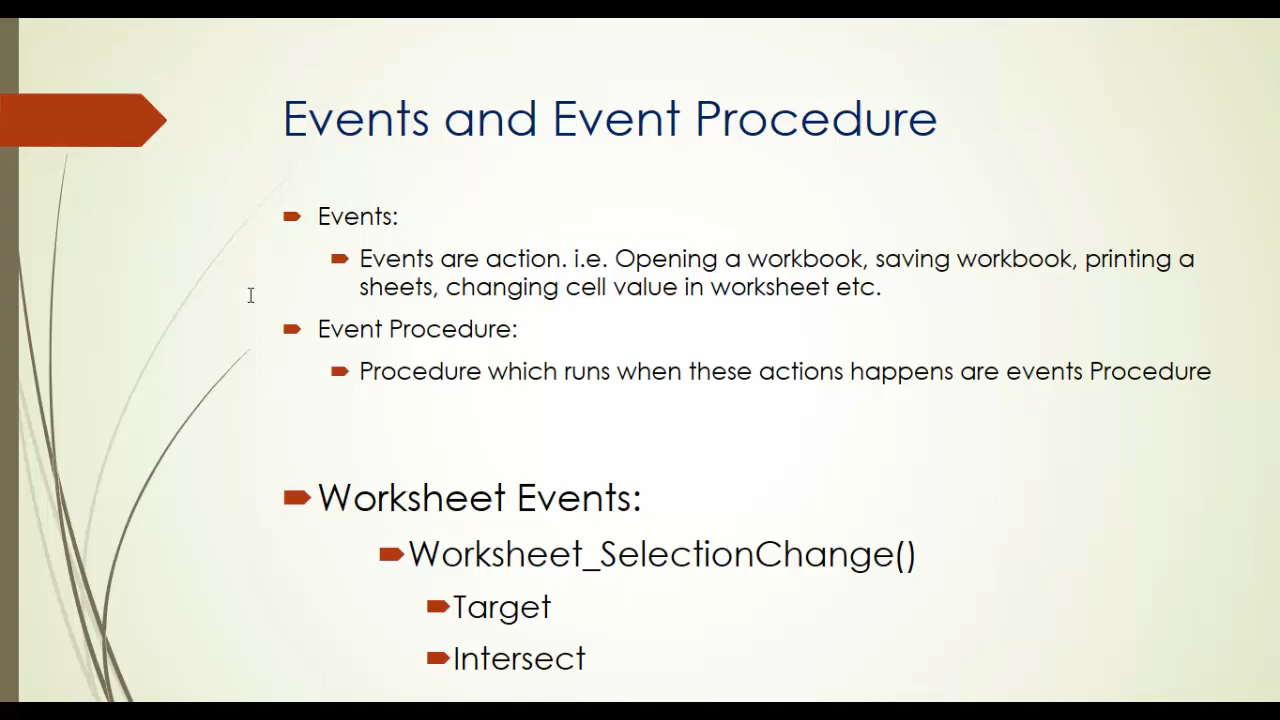 Events and Event Procedure
Events:
Events are action. i.e. Opening a workbook, saving workbook, printing a
sheets, changing cell value in worksheet etc.
Event Procedure:
Procedure which runs when these actions happens are events Procedure
Worksheet Events:
Worksheet_SelectionChange()
Target
Intersect